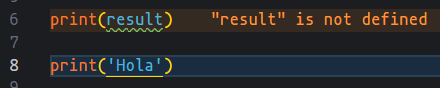 6 print(result) "result" is not defined
7
8 print('Hola')